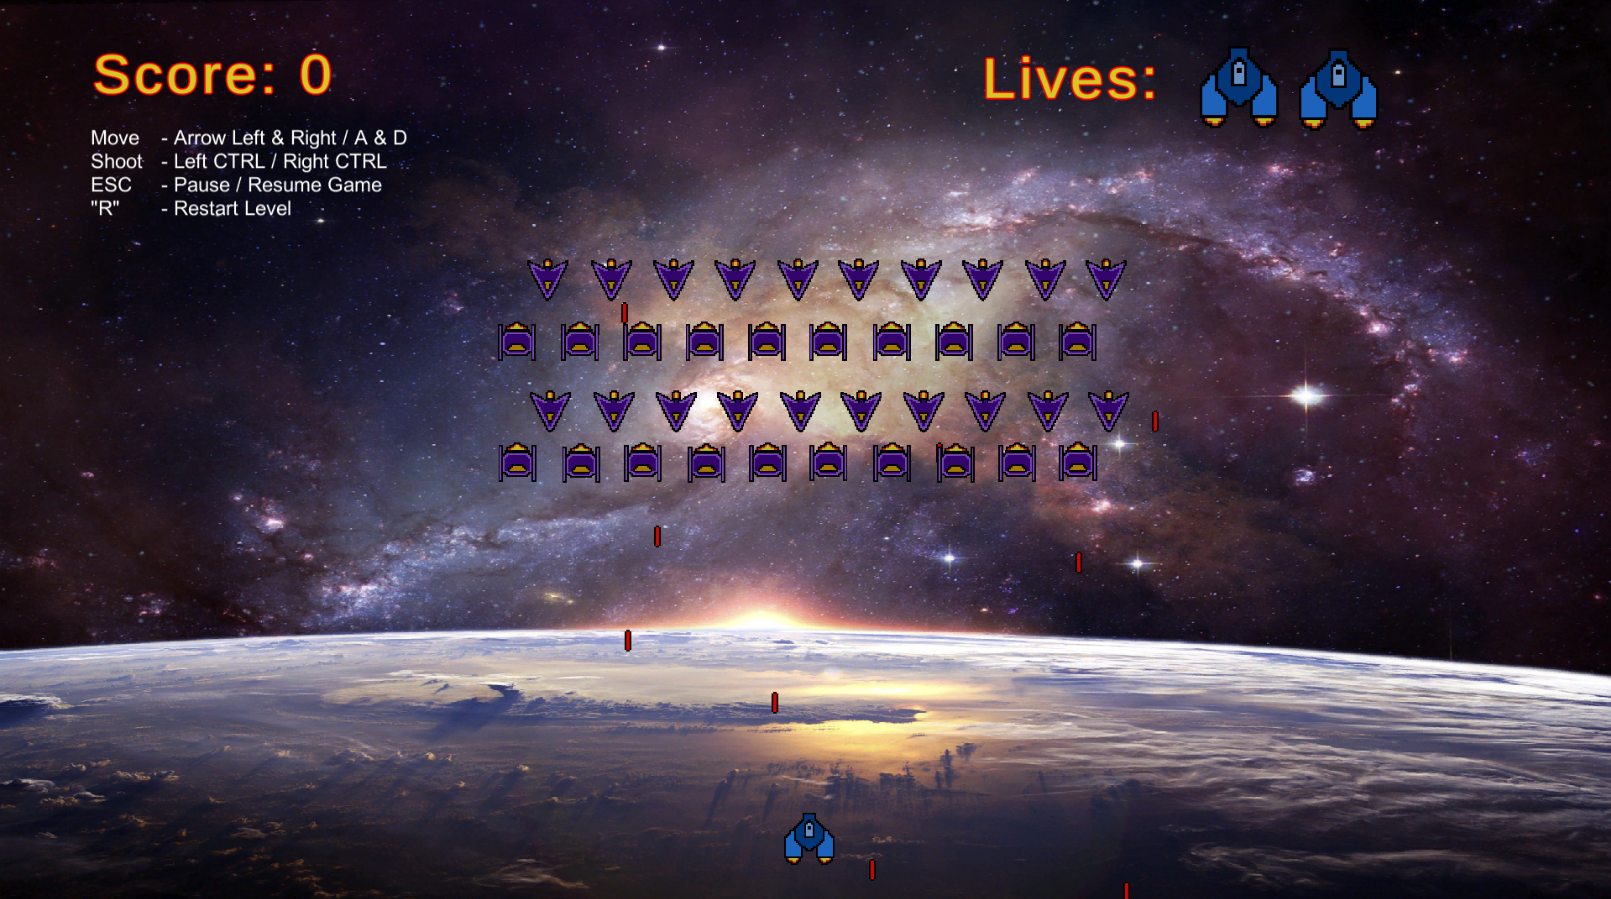 Score: 0
Lives:
Move - Arrow Left & Right / A & D
Shoot - Left CTRL / Right CTRL
ESC - Pause / Resume Game
"R" - Restart Level